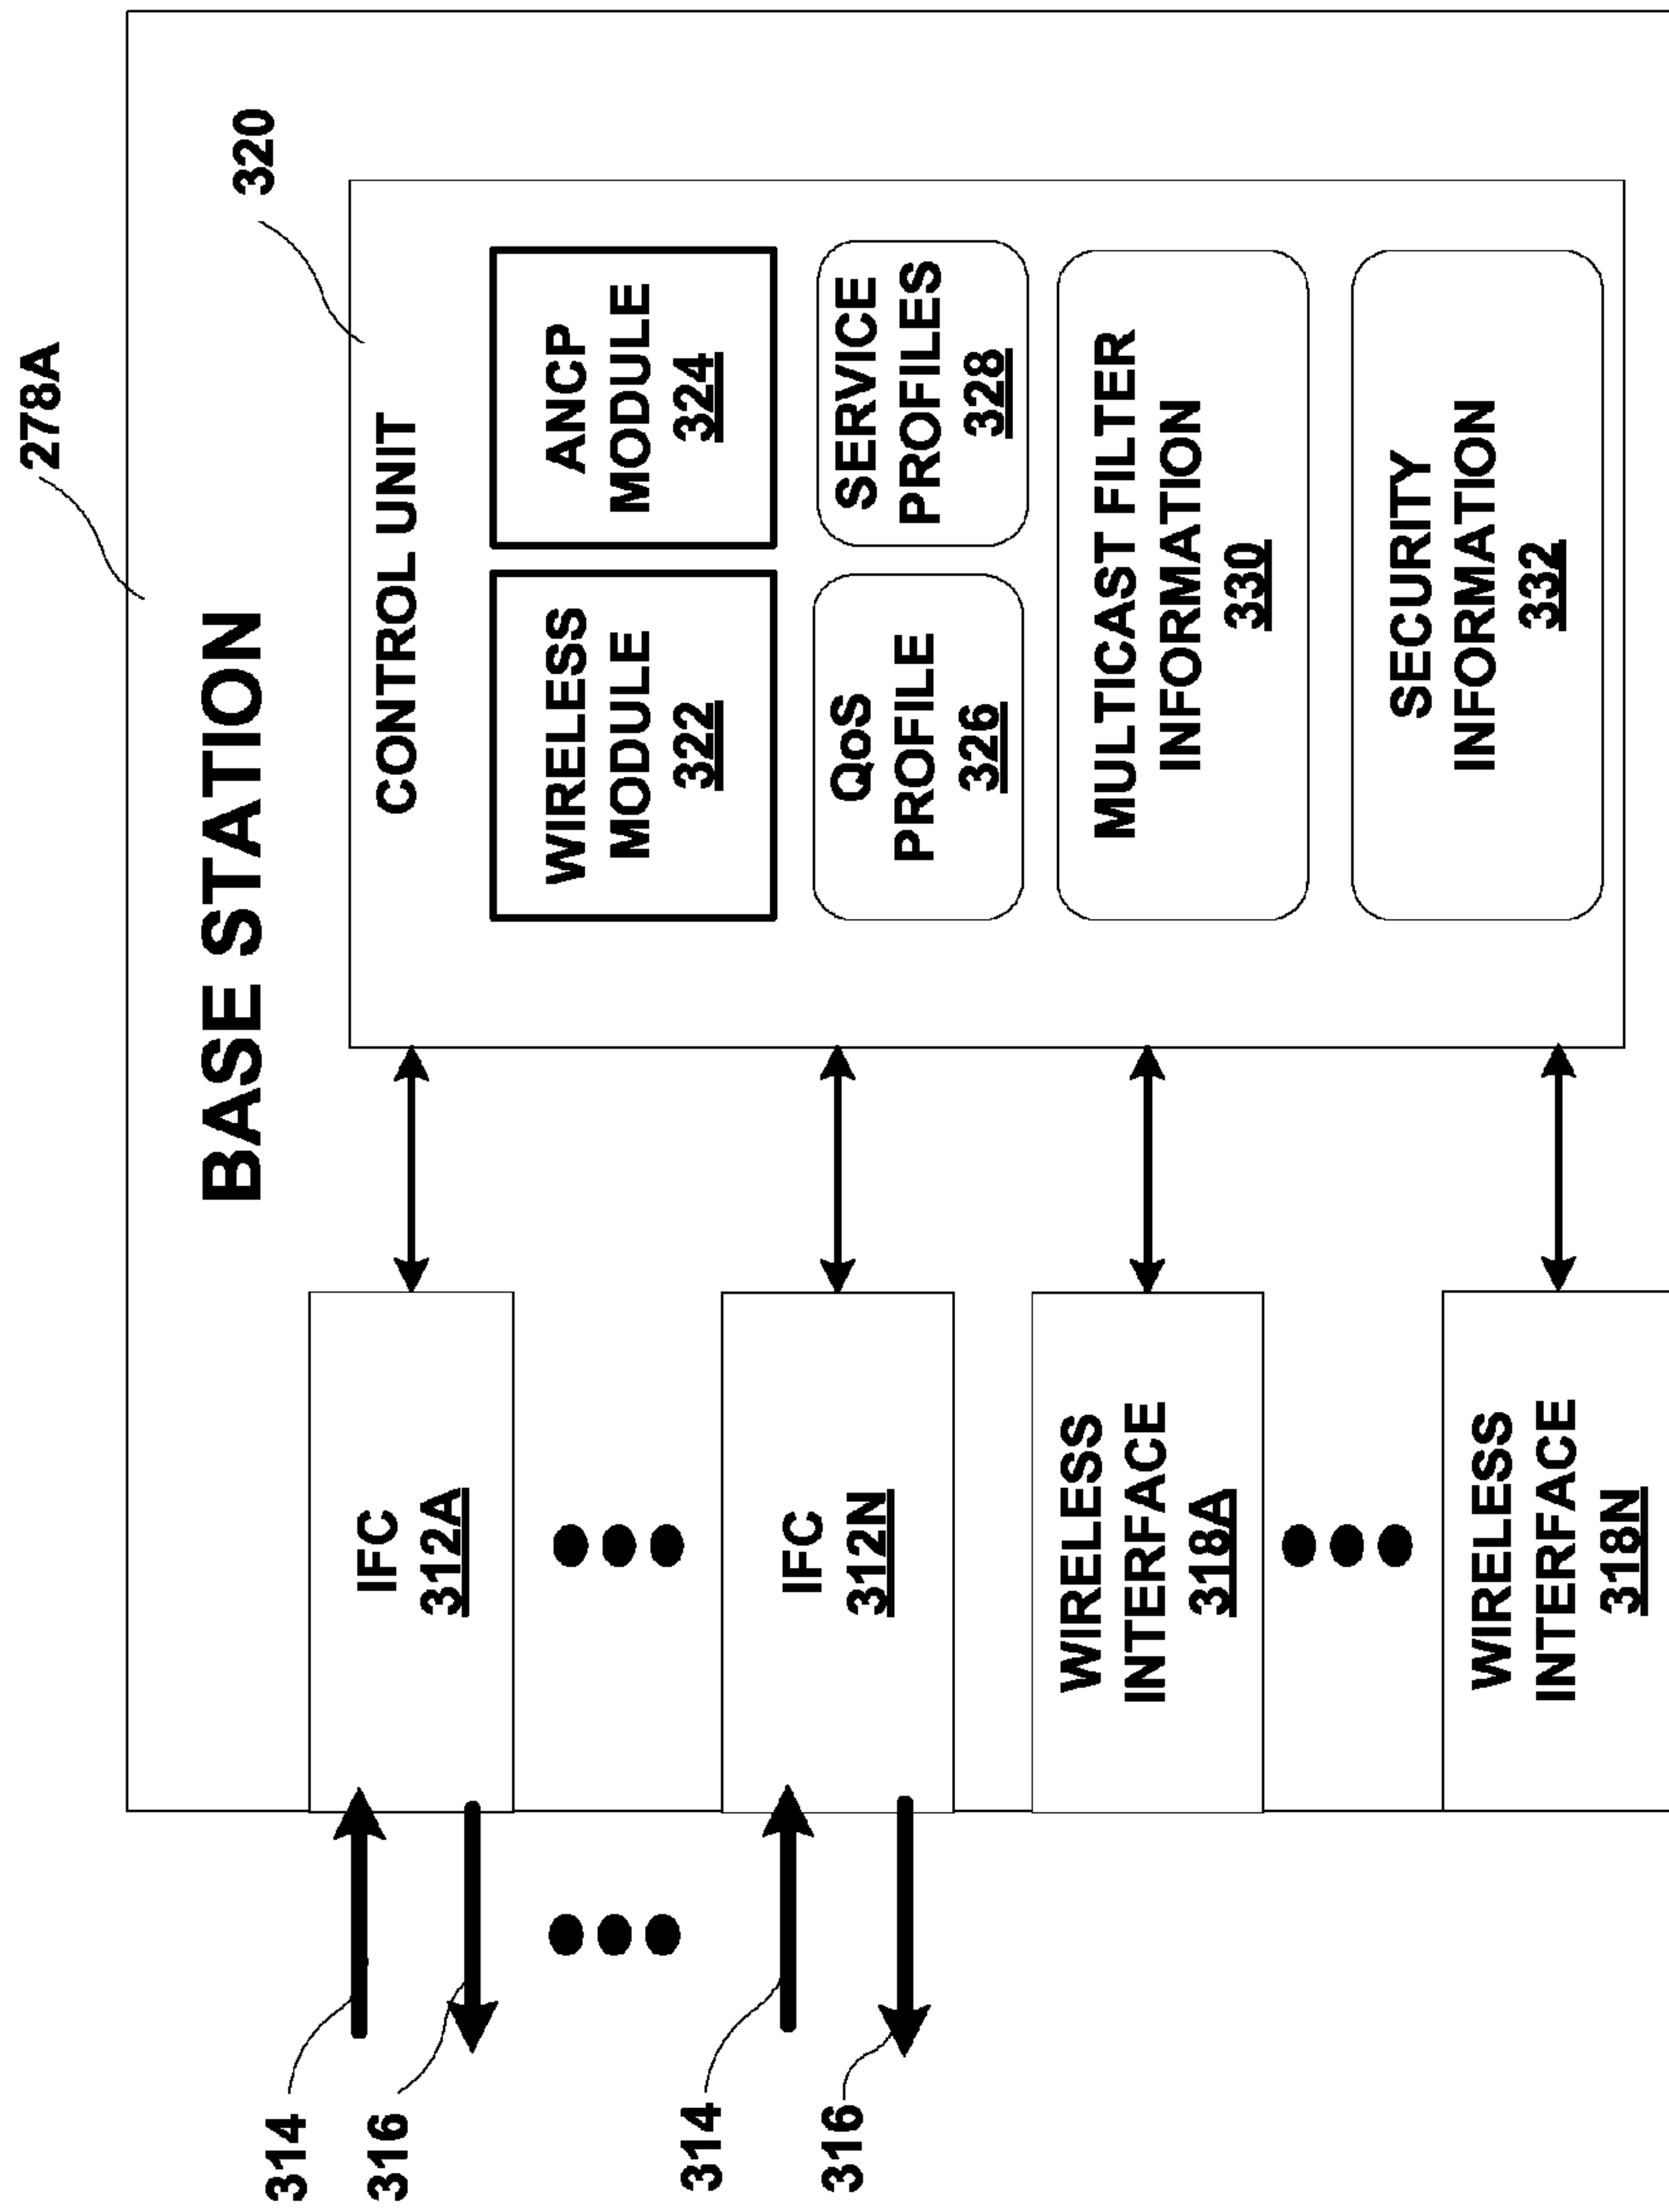 278A
BASE STATION
320
CONTROL UNIT
WIRELESS
MODULE
322
ANCP
MODULE
324
QoS
PROFILE
326
SERVICE
PROFILES
328
MULTICAST FILTER
INFORMATION
330
SECURITY
INFORMATION
332
IFC
312A
IFC
312N
WIRELESS
INTERFACE
318A
WIRELESS
INTERFACE
318N
314
316
314
316